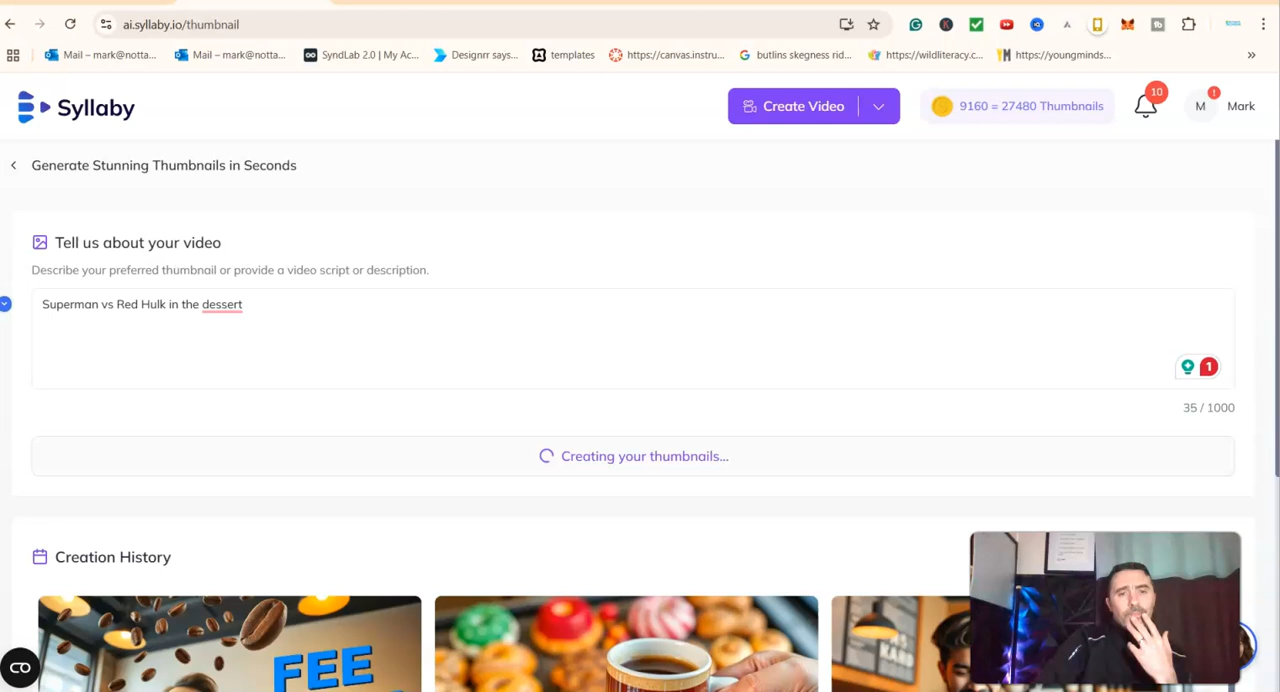 ai.syllaby.io/thumbnail
Mail – mark@notta...
Mail – mark@notta...
SyndLab 2.0 | My Ac...
Designrr says...
templates
https://canvas.instru...
butlins skegness rid...
https://wildliteracy.c...
https://youngminds...
»
Syllaby
Create Video
9160 = 27480 Thumbnails
10
M
!
Mark
Generate Stunning Thumbnails in Seconds
Tell us about your video
Describe your preferred thumbnail or provide a video script or description.
Superman vs Red Hulk in the dessert
1
35 / 1000
Creating your thumbnails...
Creation History
FEE